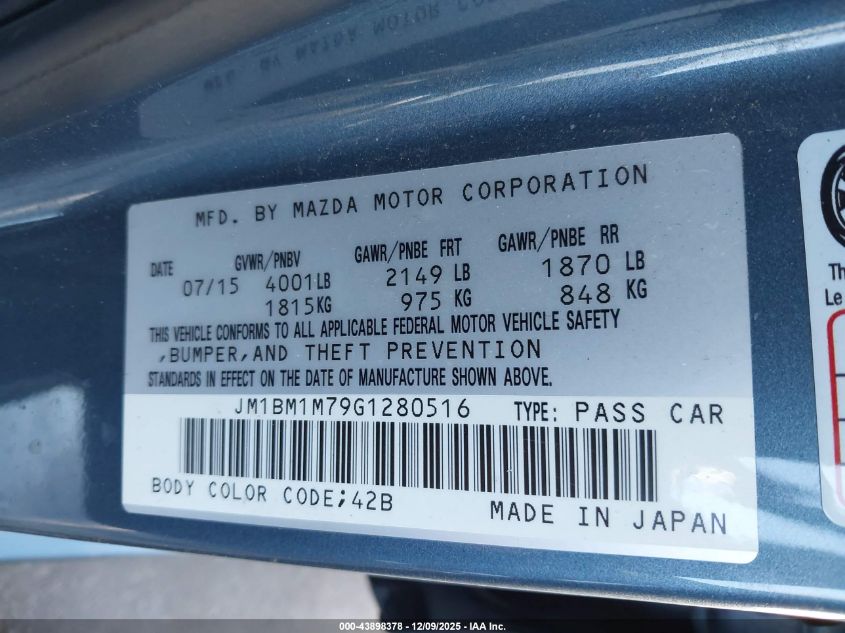 MFD. BY MAZDA MOTOR CORPORATION
DATE GVWR/PNBV GAWR/PNBE FRT GAWR/PNBE RR
07/15 4001LB 2149 LB 1870 LB
1815KG 975 KG 848 KG
THIS VEHICLE CONFORMS TO ALL APPLICABLE FEDERAL MOTOR VEHICLE SAFETY
,BUMPER,AND THEFT PREVENTION
STANDARDS IN EFFECT ON THE DATE OF MANUFACTURE SHOWN ABOVE.
JM1BM1M79G1280516 TYPE: PASS CAR
BODY COLOR CODE;42B
MADE IN JAPAN
Th
Le
000-43898378 - 12/09/2025 - IAA Inc.